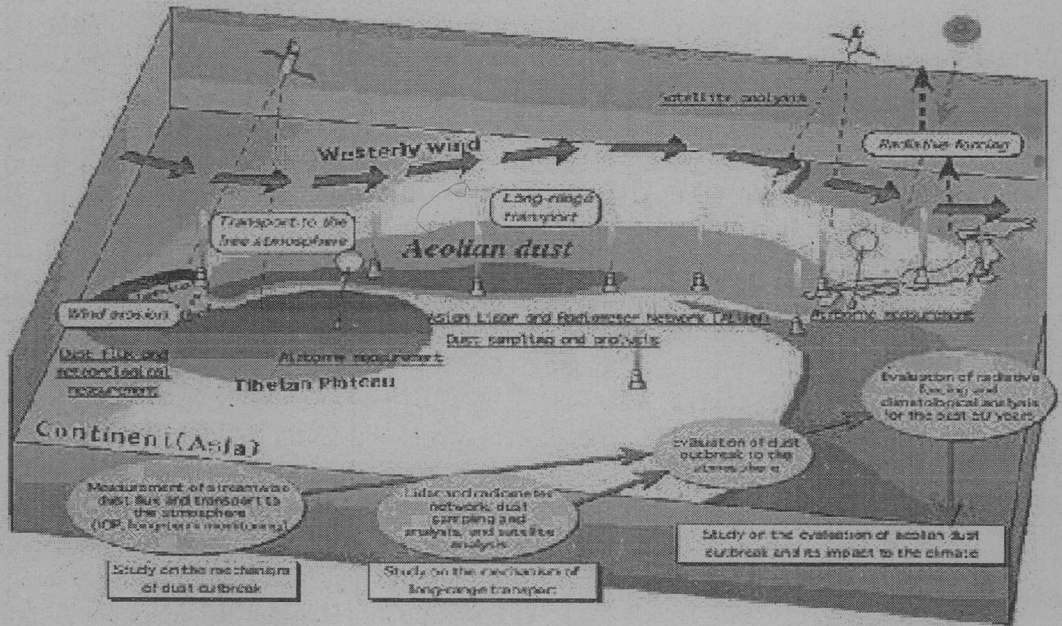 Satellite analysis
Radiative forcing
Westerly wind
Long-range
transport
Transport to the
free atmosphere
Aeolian dust
Wind erosion
Asian Lidar and Radiometer Network
Airborne measurement
Dust sampling and analysis
Dust flux and
meteorological
measurement
Airborne measurement
Tibetan Plateau
Continent(Asia)
Evaluation of radiative
forcing and
climatological analysis
for the past 50 years
Evaluation of dust
outbreak to the
atmosphere
Measurement of
dust flux and transport to
the atmosphere
(IOP, long-term monitoring)
Lidar and radiometer
network, dust
sampling and
analysis, and satellite
analysis
Study on the evaluation of aeolian dust
outbreak and its impact to the climate
Study on the mechanism
of dust outbreak
Study on the mechanism of
long-range transport